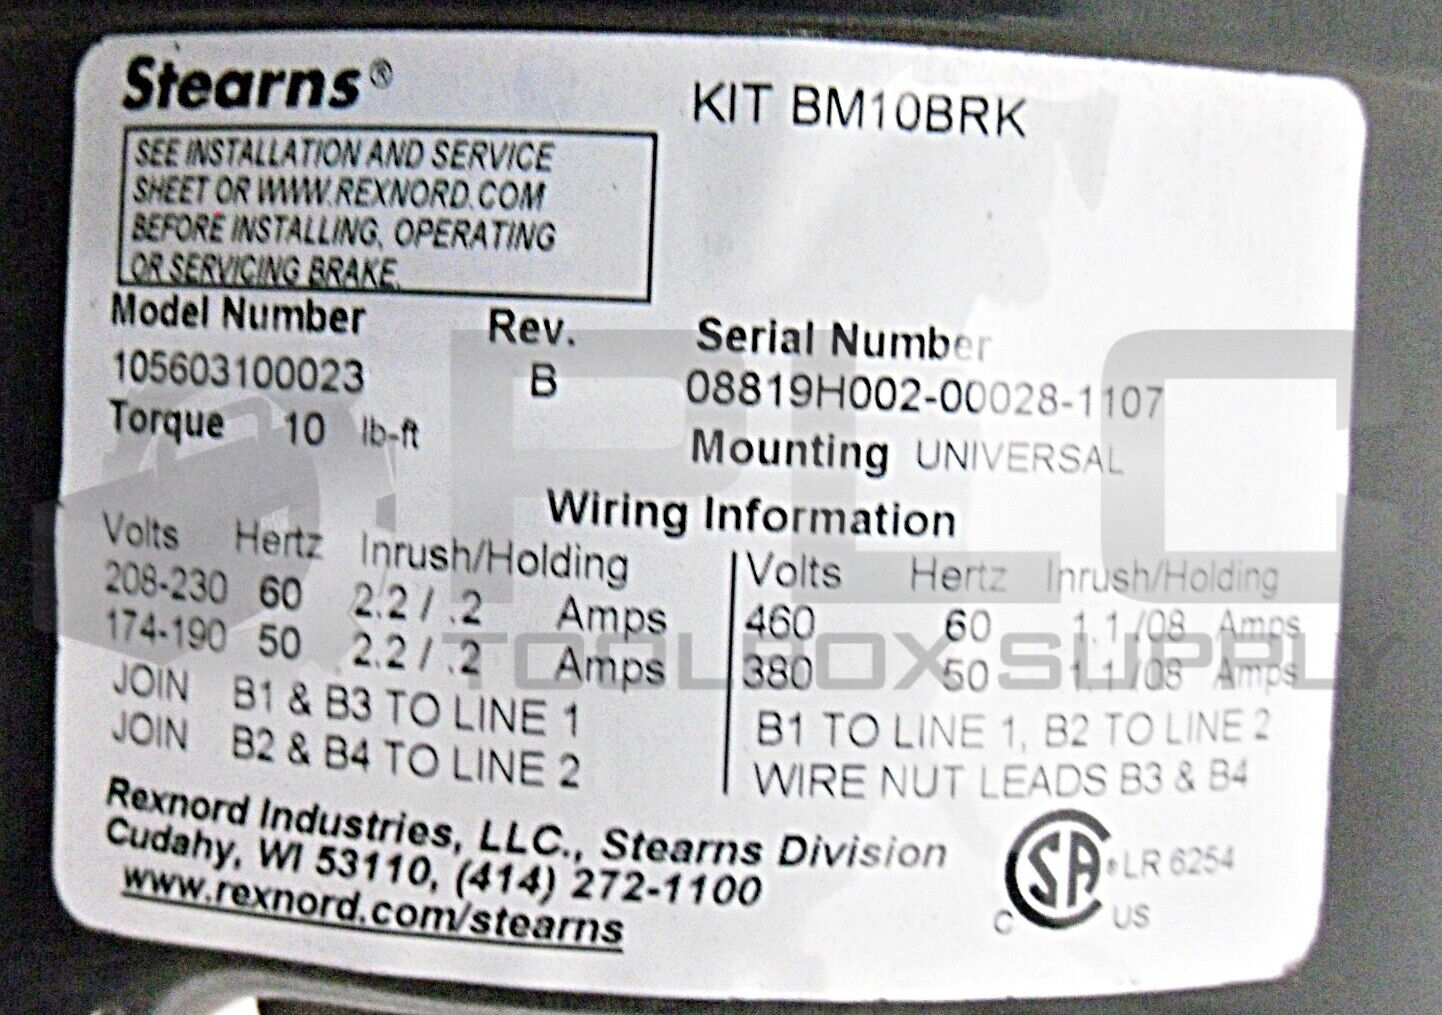 Stearns®
KIT BM10BRK
SEE INSTALLATION AND SERVICE
SHEET OR WWW.REXNORD.COM
BEFORE INSTALLING, OPERATING
OR SERVICING BRAKE.
Model Number Rev. Serial Number
105603100023 B 08819H002-00028-1107
Torque 10 lb-ft Mounting UNIVERSAL
Wiring Information
Volts Hertz Inrush/Holding
208-230 60 2.2 / .2 Amps
174-190 50 2.2 / .2 Amps
JOIN B1 & B3 TO LINE 1
JOIN B2 & B4 TO LINE 2
Volts Hertz Inrush/Holding
460 60 1.1 /08 Amps
380 50 1.1 /08 Amps
B1 TO LINE 1, B2 TO LINE 2
WIRE NUT LEADS B3 & B4
Rexnord Industries, LLC., Stearns Division
Cudahy, WI 53110, (414) 272-1100
www.rexnord.com/stearns
C SA ® US LR 6254
PLC
TOOLBOX SUPPLY